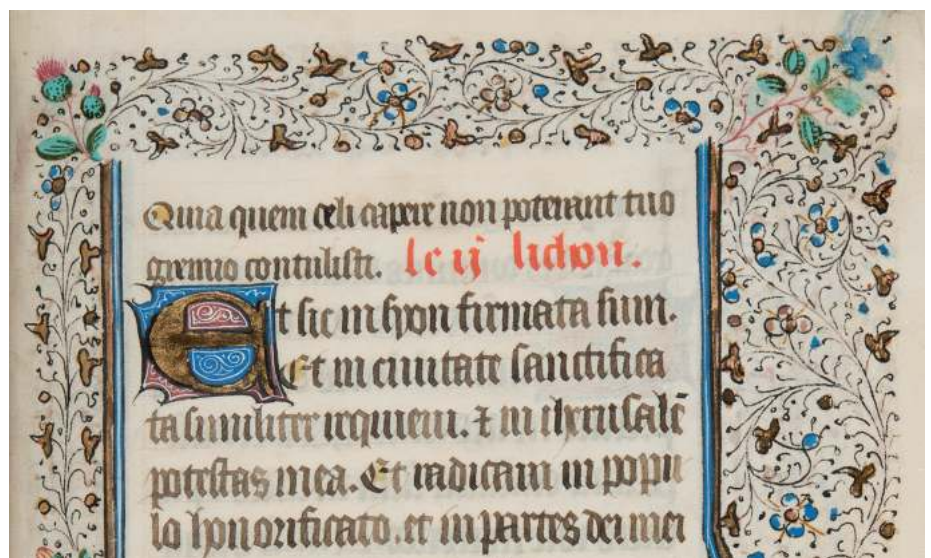 Quia quem celi capere non poterant tuo
gremio contulisti. le ij lichon.
Et sic in syon firmata sum.
Et in ciuitate sanctifica
ta similiter requieui. ⁊ in iherusalē
potestas mea. Et radicaui in popu
lo honorificato. et in partes dei mei